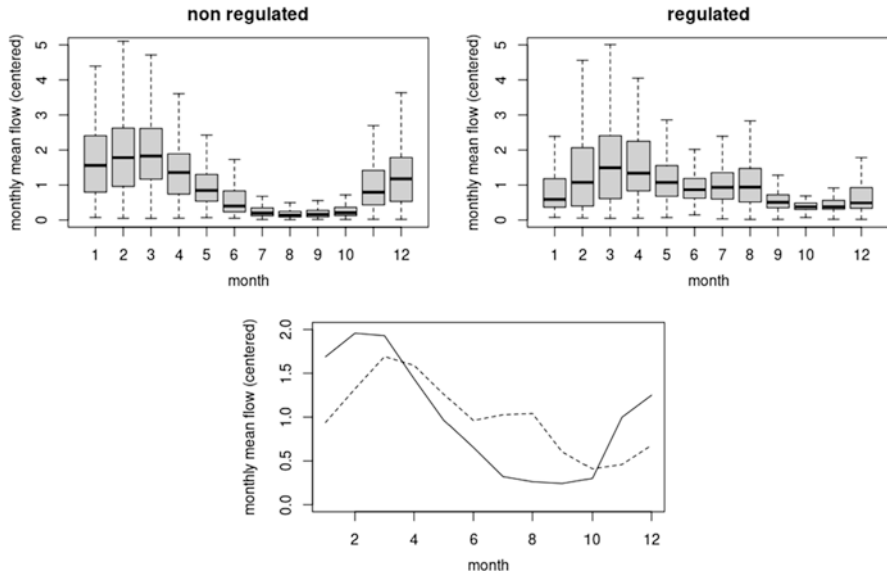 non regulated
monthly mean flow (centered)
5
4
3
2
1
0
1 2 3 4 5 6 7 8 9 10 12
month
regulated
monthly mean flow (centered)
5
4
3
2
1
0
1 2 3 4 5 6 7 8 9 10 12
month
monthly mean flow (centered)
2.0
1.5
1.0
0.5
0.0
2 4 6 8 10 12
month